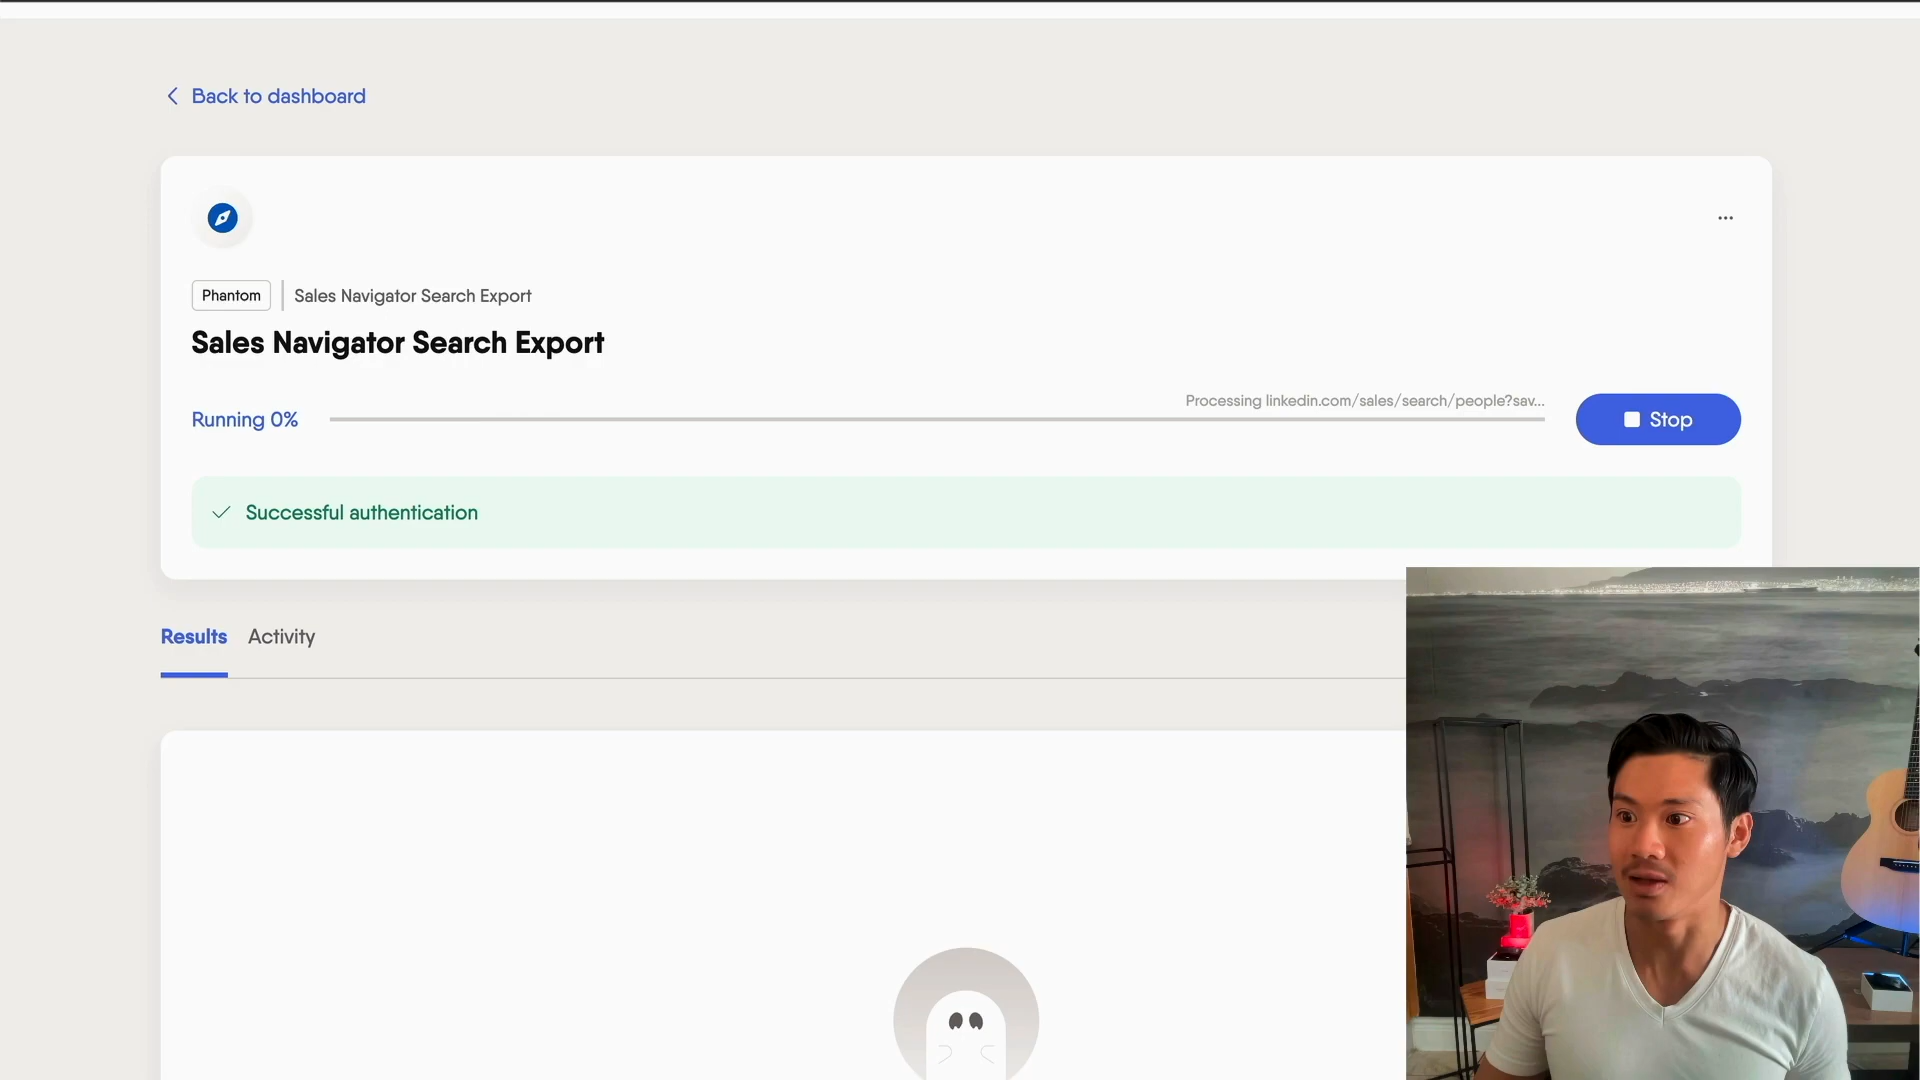 Back to dashboard
Phantom
Sales Navigator Search Export
Sales Navigator Search Export
Processing linkedin.com/sales/search/people?sav...
Running 0%
Stop
Successful authentication
Results
Activity